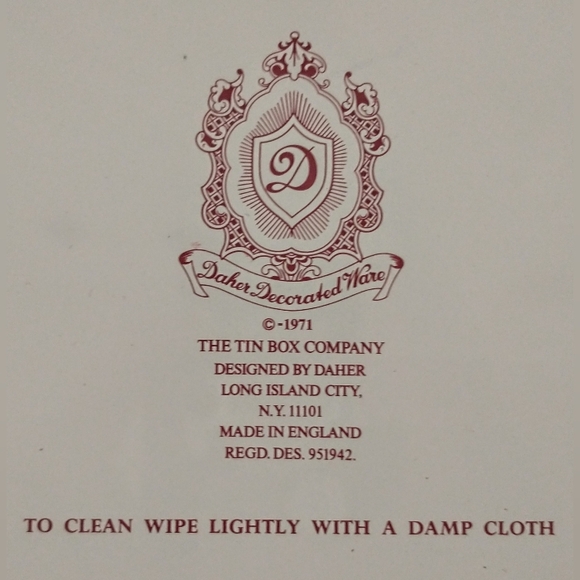 D
Daher Decorated Ware
©-1971
THE TIN BOX COMPANY
DESIGNED BY DAHER
LONG ISLAND CITY,
N.Y. 11101
MADE IN ENGLAND
REGD. DES. 951942.
TO CLEAN WIPE LIGHTLY WITH A DAMP CLOTH